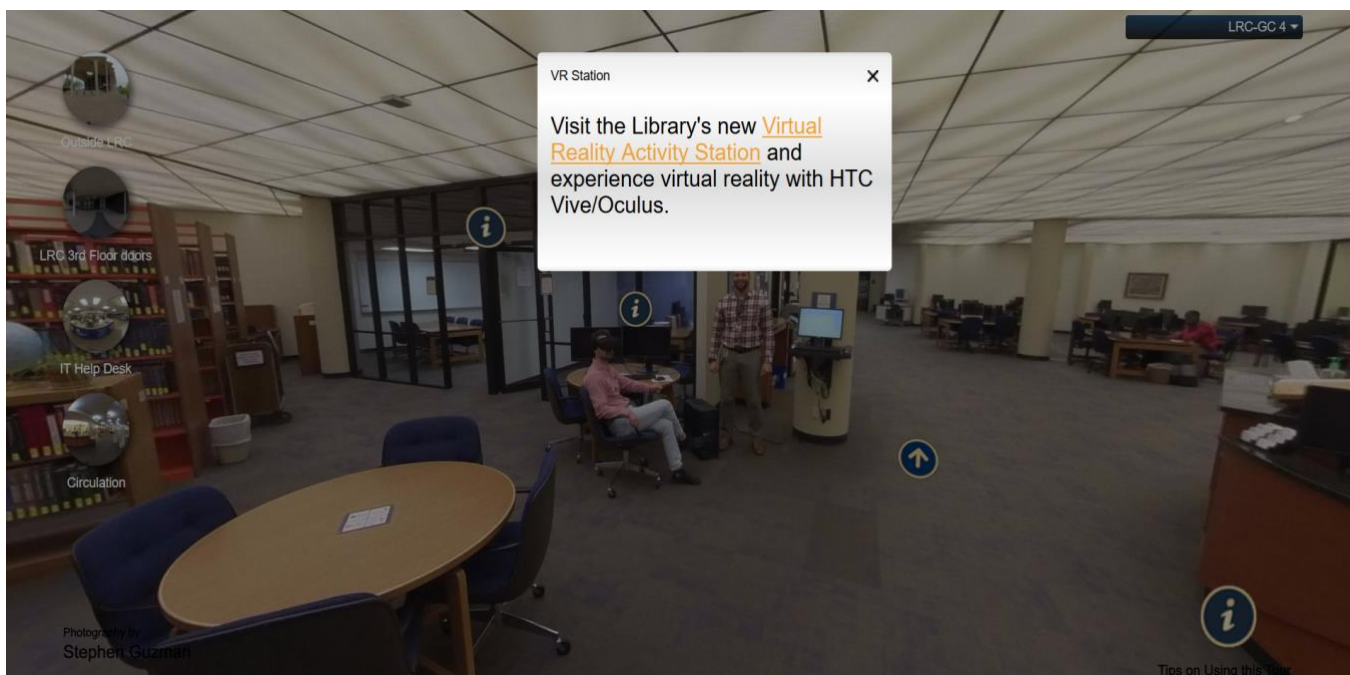 LRC-GC 4
VR Station
Visit the Library's new Virtual
Reality Activity Station and
experience virtual reality with HTC
Vive/Oculus.
Outside LRC
LRC 3rd Floor doors
IT Help Desk
Circulation
Photography by
Stephen Guzman
Tips on Using this Tour